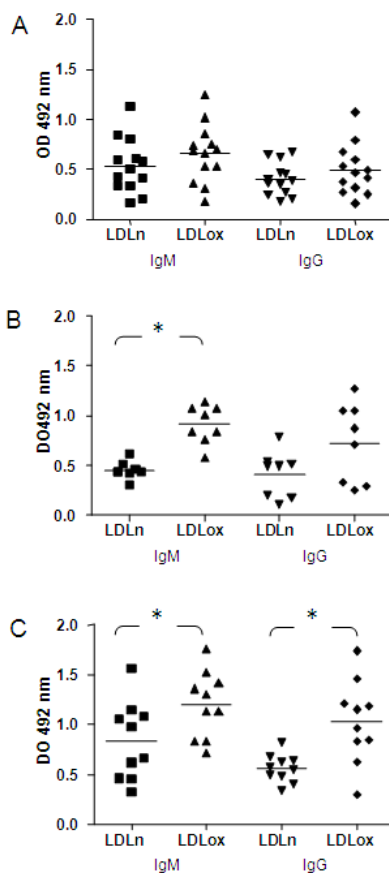 A
OD 492 nm
2.0
1.5
1.0
0.5
0.0
LDLn LDLox LDLn LDLox
IgM IgG
B
*
DO492 nm
2.0
1.5
1.0
0.5
0.0
LDLn LDLox LDLn LDLox
IgM IgG
C
* *
DO 492 nm
2.0
1.5
1.0
0.5
0.0
LDLn LDLox LDLn LDLox
IgM IgG